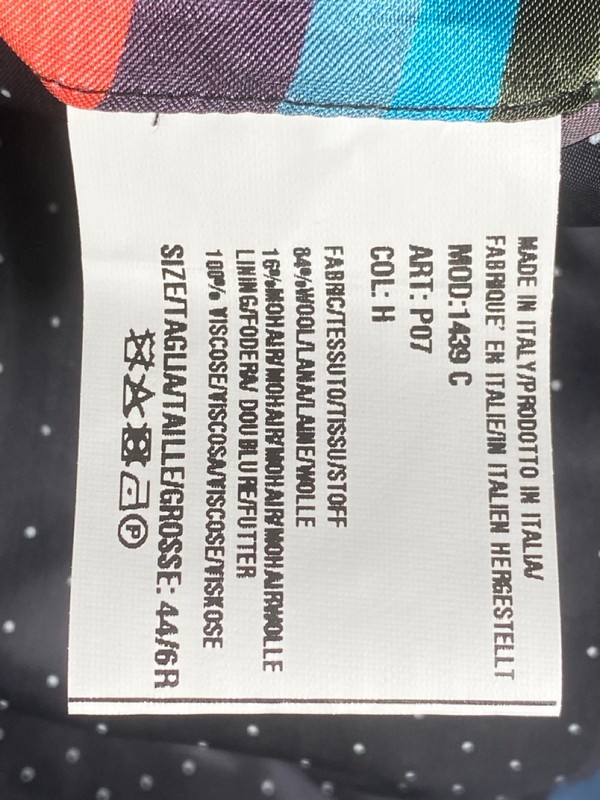 MADE IN ITALY/PRODOTTO IN ITALIA/
FABRIQUE' EN ITALIE/IN ITALIEN HERGESTELLT
MOD:1439 C
ART: P07
COL: H
FABRIC/TESSUTO/TISSU/STOFF
84%WOOL/LANA/LAINE/WOLLE
16%MOHAIR/MOHAIR/MOHAIR/MOHAIRWOLLE
LINING/FODERA/ DOUBLURE/FUTTER
100% VISCOSE/VISCOSA/VISCOSE/VISKOSE
SIZE/TAGLIA/TAILLE/GROSSE: 44/6R
P